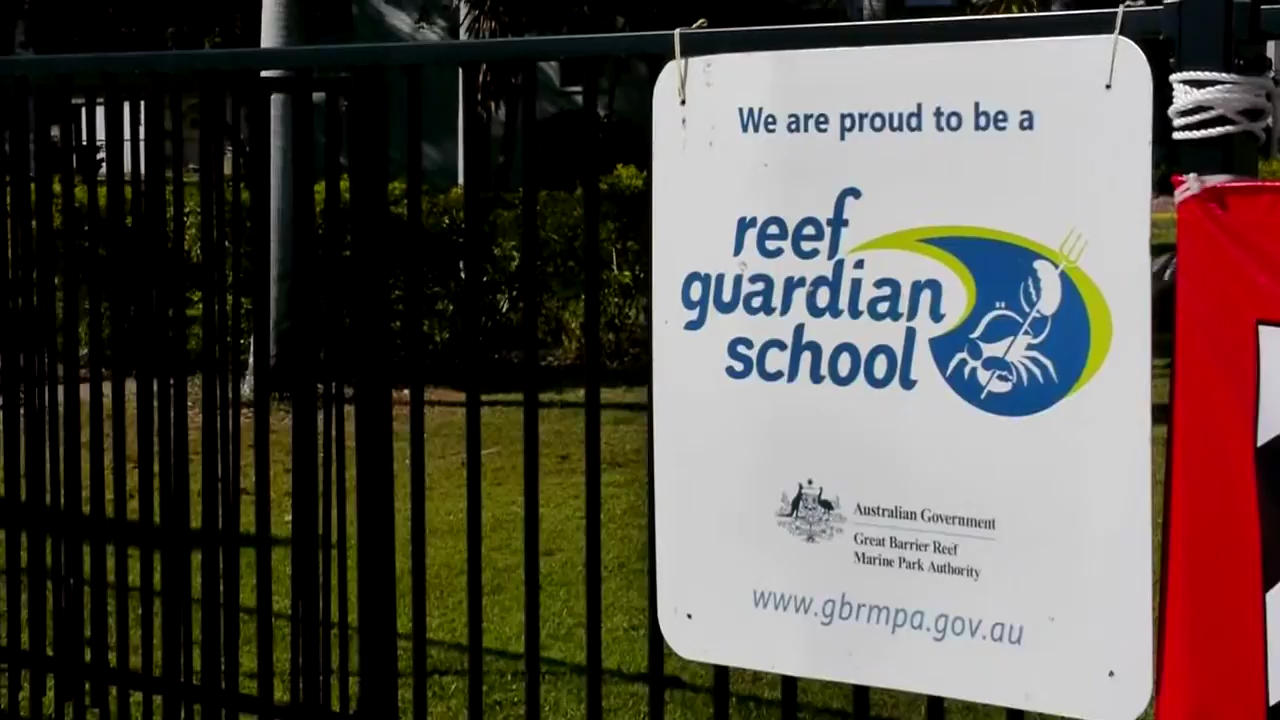 We are proud to be a
reef
guardian
school
Australian Government
Great Barrier Reef
Marine Park Authority
www.gbrmpa.gov.au